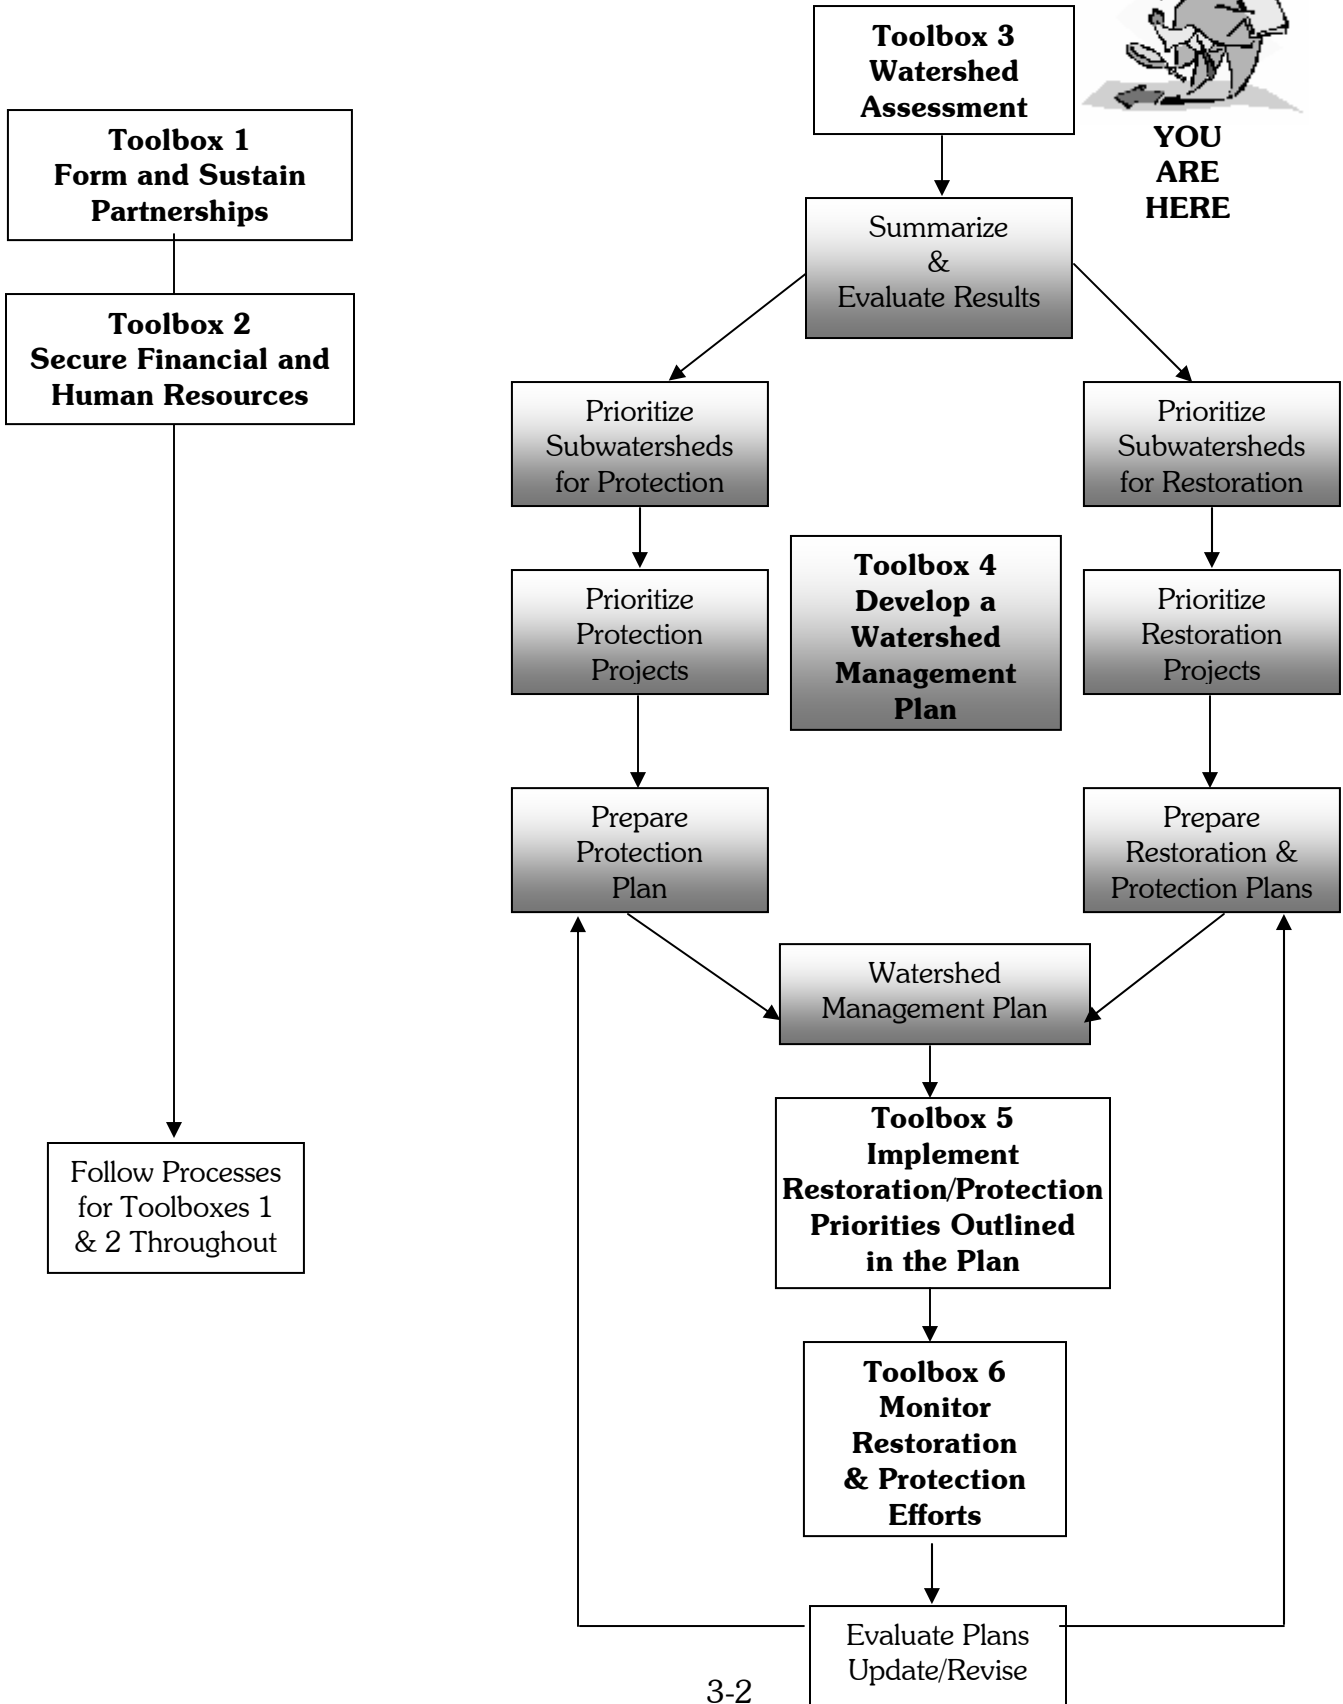 Toolbox 3
Watershed
Assessment
YOU
ARE
HERE
Toolbox 1
Form and Sustain
Partnerships
Summarize
&
Evaluate Results
Toolbox 2
Secure Financial and
Human Resources
Prioritize
Subwatersheds
for Protection
Prioritize
Subwatersheds
for Restoration
Prioritize
Protection
Projects
Toolbox 4
Develop a
Watershed
Management
Plan
Prioritize
Restoration
Projects
Prepare
Protection
Plan
Prepare
Restoration &
Protection Plans
Watershed
Management Plan
Toolbox 5
Implement
Restoration/Protection
Priorities Outlined
in the Plan
Follow Processes
for Toolboxes 1
& 2 Throughout
Toolbox 6
Monitor
Restoration
& Protection
Efforts
Evaluate Plans
Update/Revise
3-2